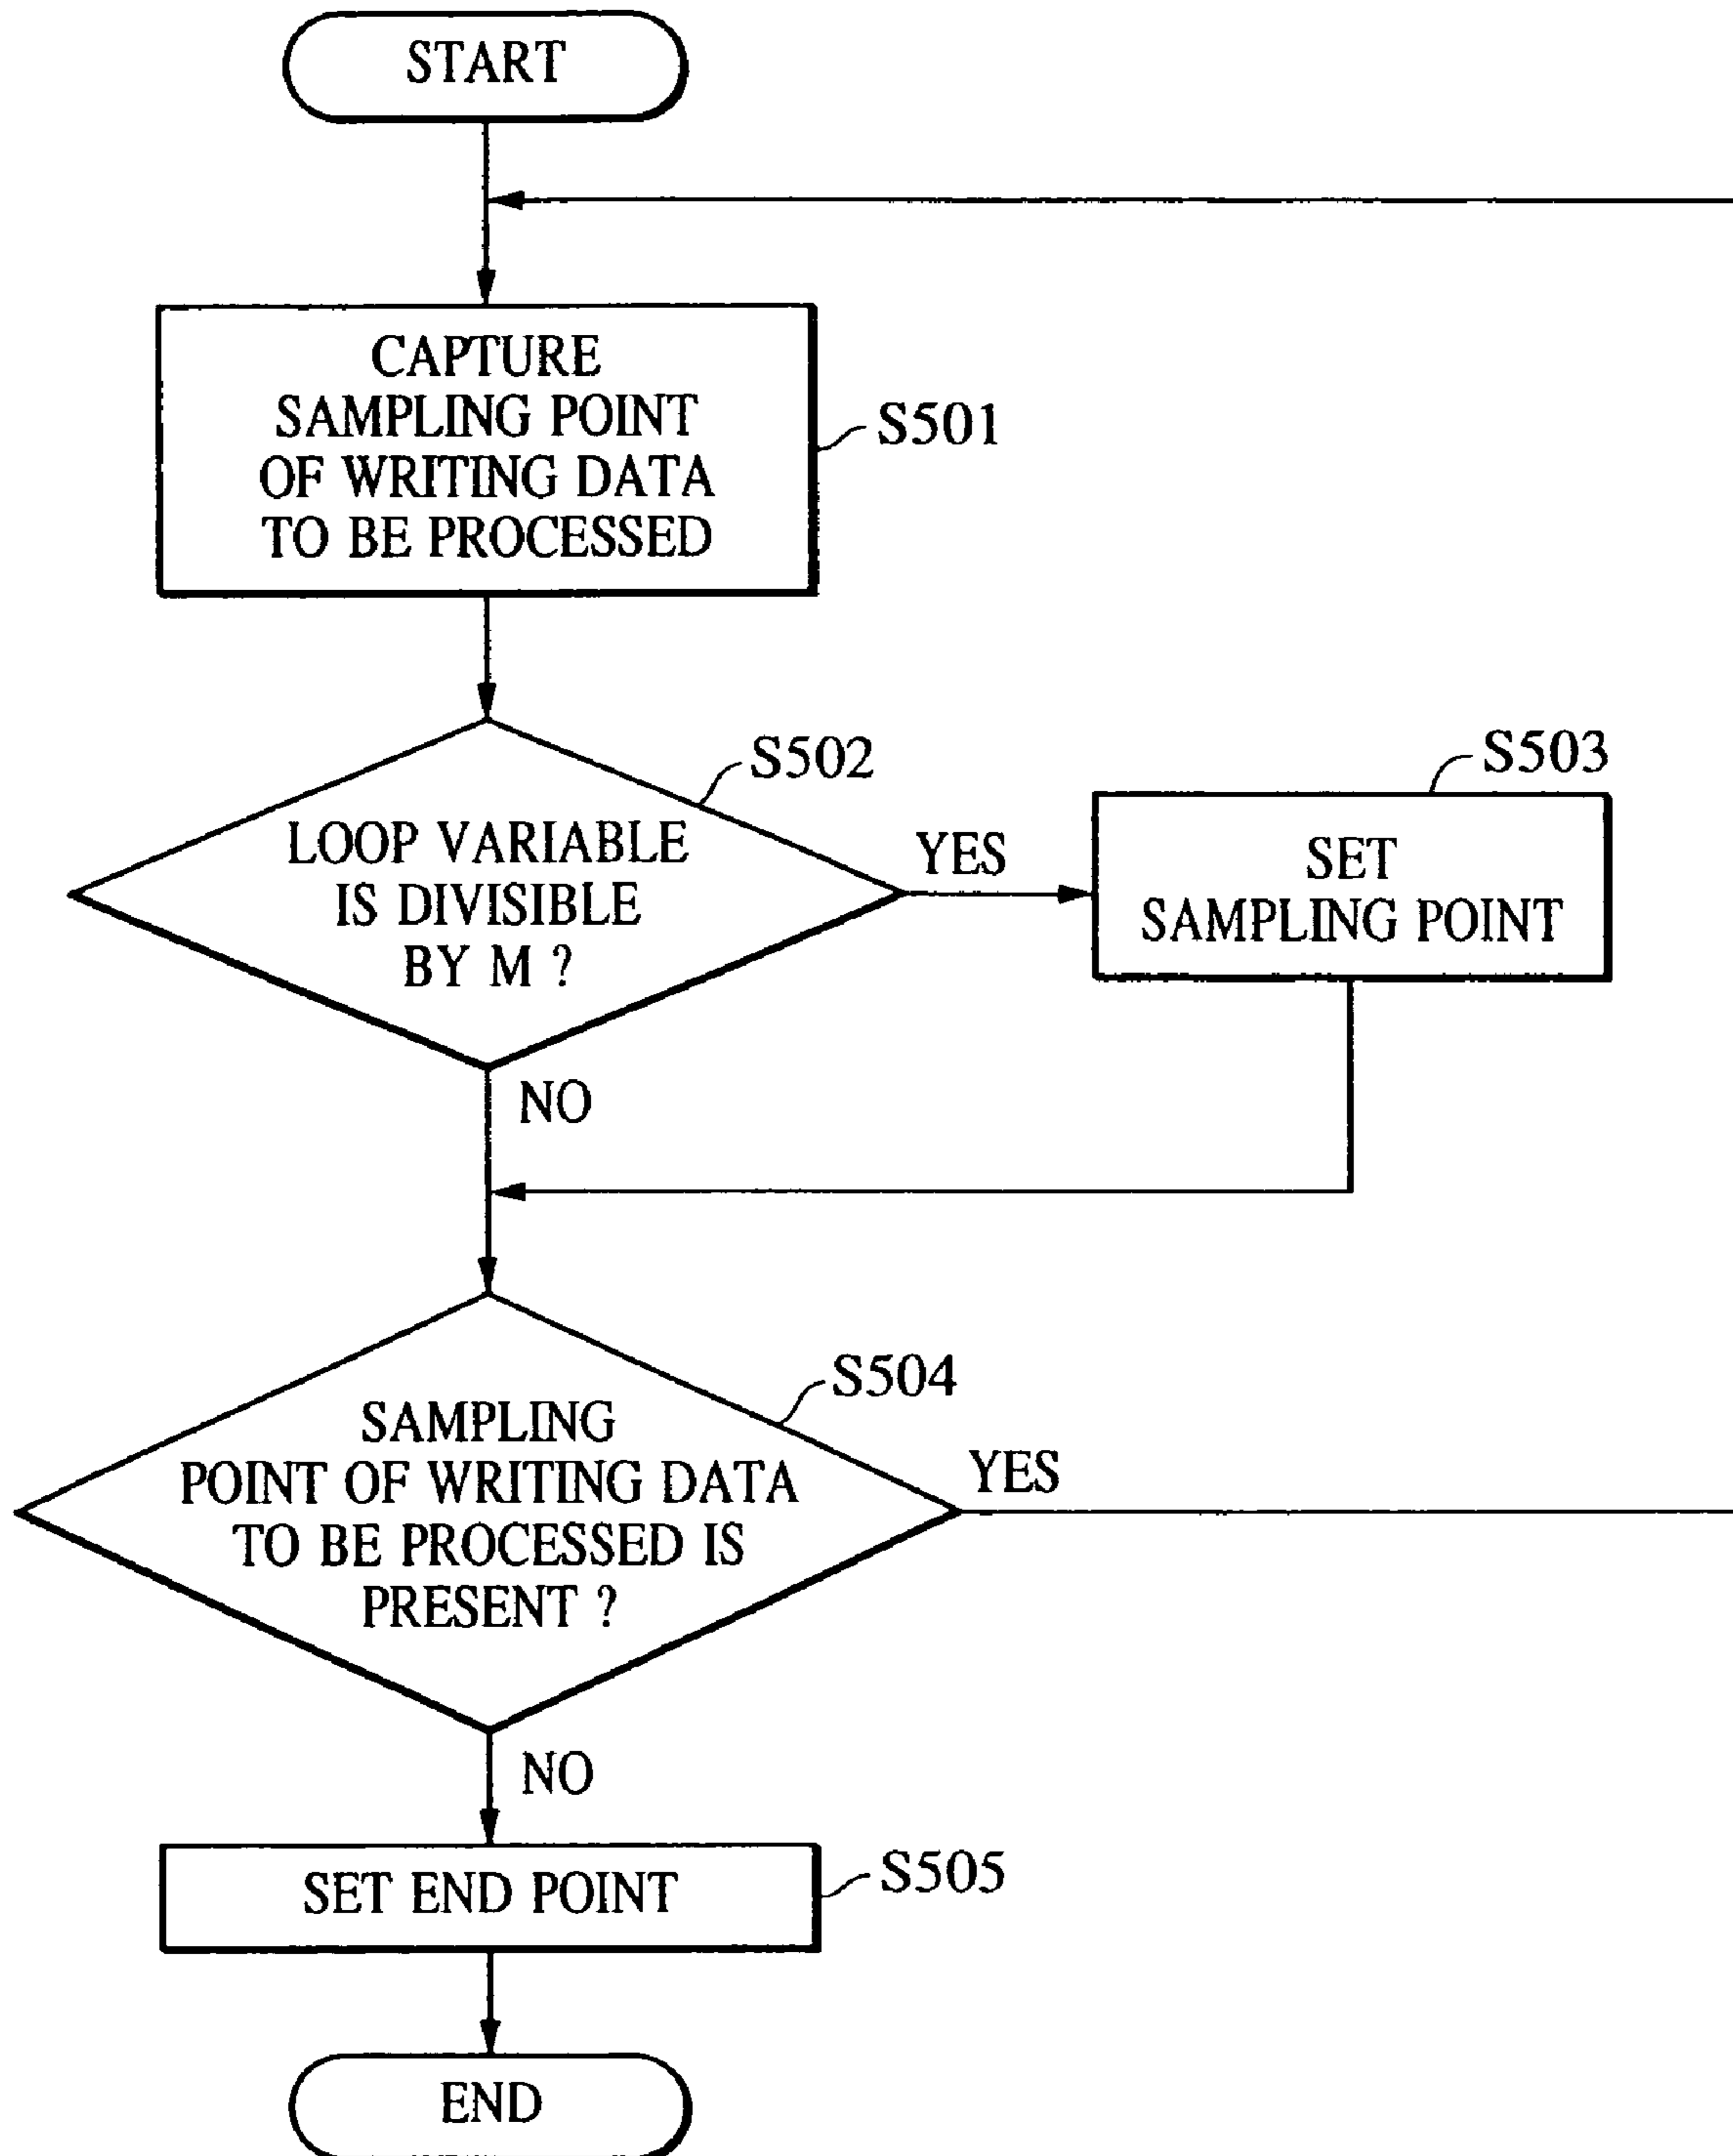 START
CAPTURE
SAMPLING POINT
OF WRITING DATA
TO BE PROCESSED
S501
LOOP VARIABLE
IS DIVISIBLE
BY M ?
S502
YES
NO
SET
SAMPLING POINT
S503
SAMPLING
POINT OF WRITING DATA
TO BE PROCESSED IS
PRESENT ?
S504
YES
NO
SET END POINT
S505
END